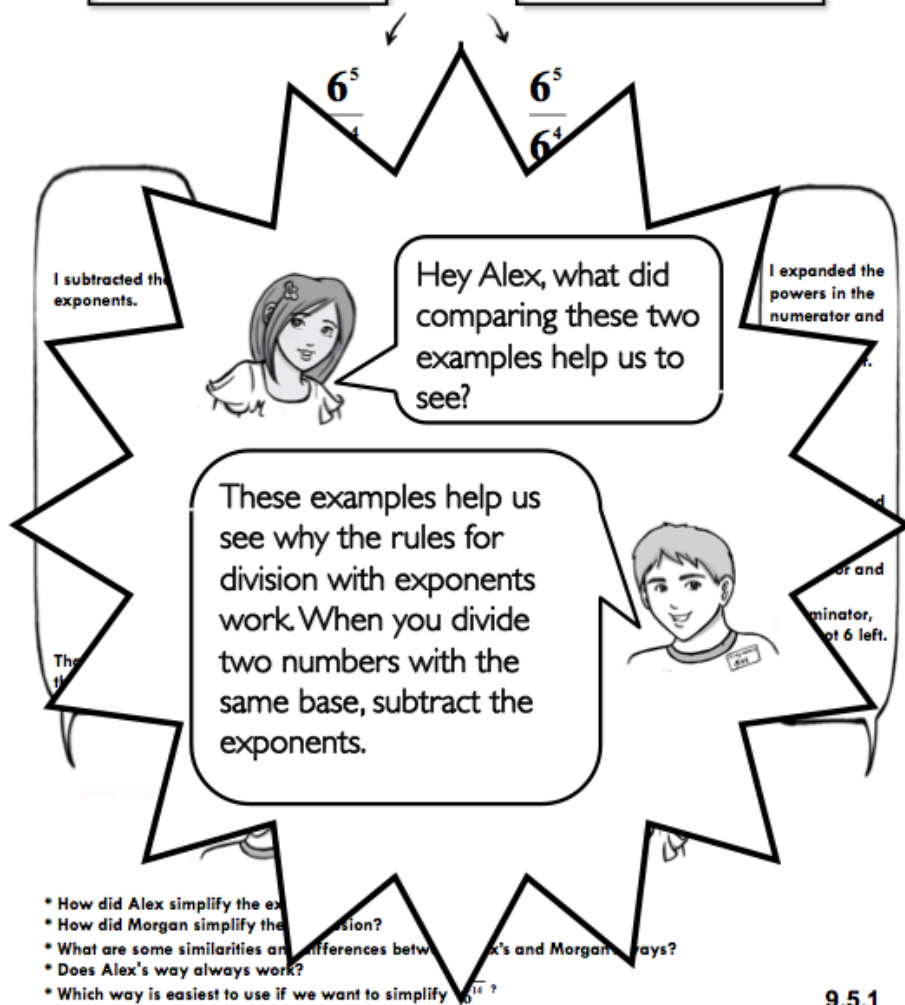 6⁵ 6⁵
4 6⁴
I subtracted the
exponents.
Hey Alex, what did
comparing these two
examples help us to
see?
I expanded the
powers in the
numerator and
These examples help us
see why the rules for
division with exponents
work. When you divide
two numbers with the
same base, subtract the
exponents.
or and
minator,
ot 6 left.
* How did Alex simplify the ex
* How did Morgan simplify the sion?
* What are some similarities an ifferences betw x's and Morgan ways?
* Does Alex's way always work?
* Which way is easiest to use if we want to simplify ?
9.5.1